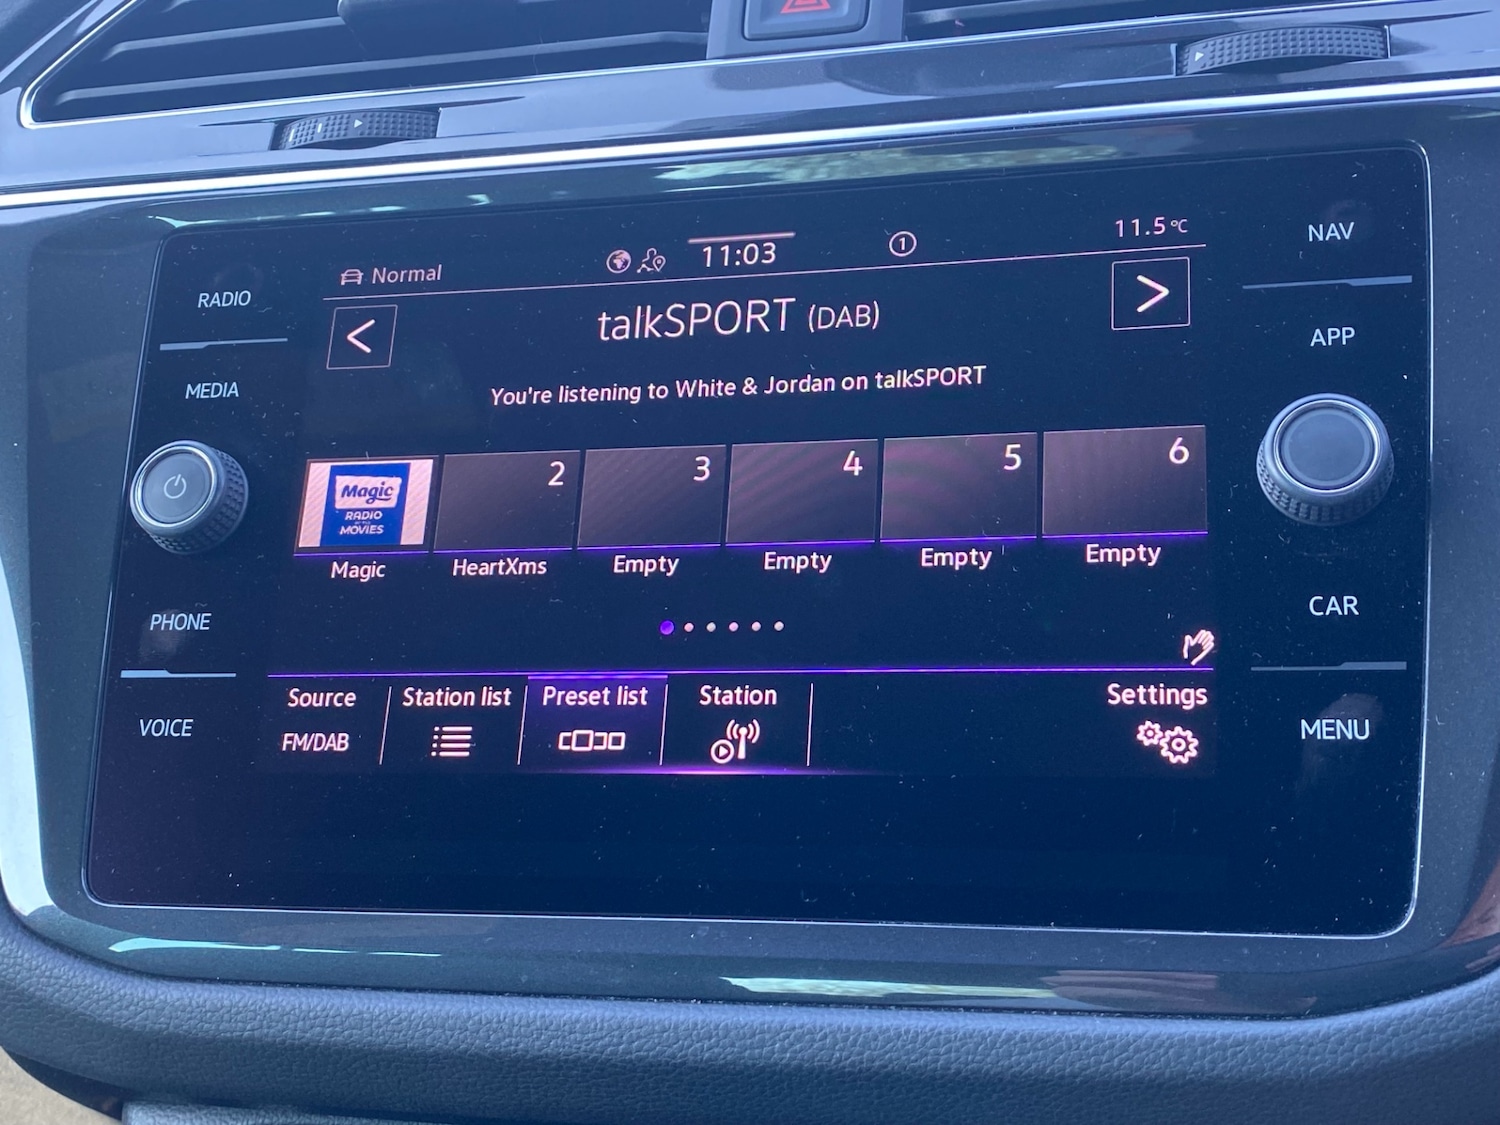 NAV
11.5°C
1
11:03
Normal
RADIO
talkSPORT (DAB)
APP
MEDIA
You're listening to White & Jordan on talkSPORT
2
3
4
5
6
Magic
RADIO
MOVIES
Magic
HeartXms
Empty
Empty
Empty
Empty
CAR
PHONE
Source
Station list
Preset list
Station
Settings
FM/DAB
VOICE
MENU